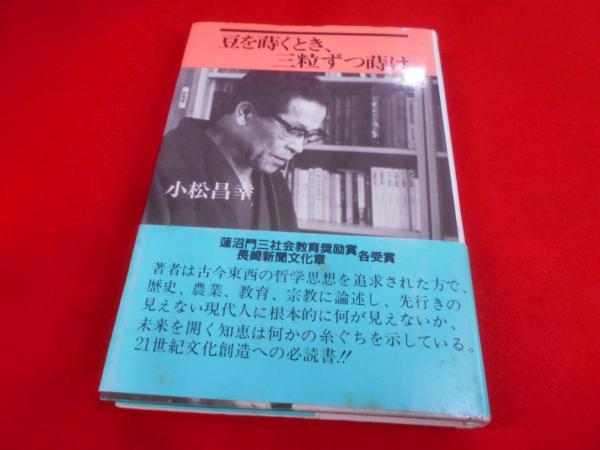 豆を蒔くとき、
三粒ずつ蒔け
小松昌幸
蓮沼門三社会教育奨励賞
長崎新聞文化章 各受賞
著者は古今東西の哲学思想を追求された方で、
歴史、農業、教育、宗教に論述し、先行きの
見えない現代人に根本的に何が見えないか、
未来を開く知恵は何かの糸ぐちを示している。
21世紀文化創造への必読書!!